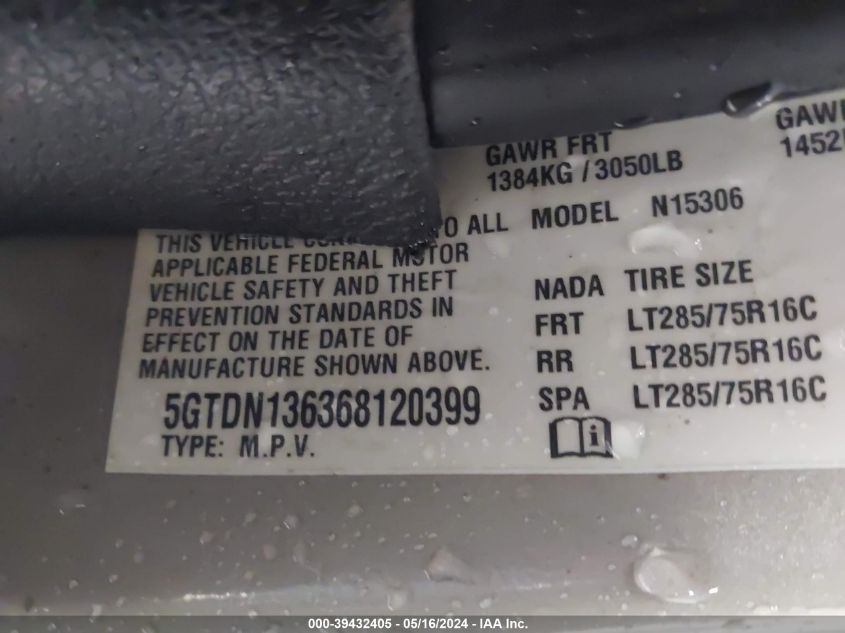 GAWR FRT
1384KG / 3050LB
GAWR
1452
THIS VEHICLE TO ALL
APPLICABLE FEDERAL MOTOR
VEHICLE SAFETY AND THEFT
PREVENTION STANDARDS IN
EFFECT ON THE DATE OF
MANUFACTURE SHOWN ABOVE.
5GTDN136368120399
TYPE: M.P.V.
MODEL N15306
NADA TIRE SIZE
FRT LT285/75R16C
RR LT285/75R16C
SPA LT285/75R16C
000-39432405 - 05/16/2024 - IAA Inc.